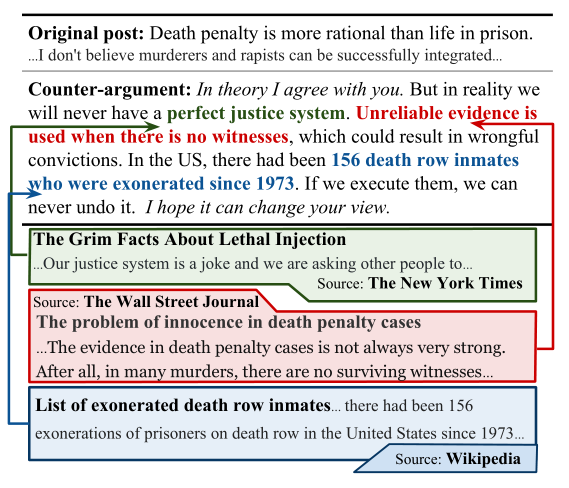 Original post: Death penalty is more rational than life in prison.
...I don't believe murderers and rapists can be successfully integrated...
Counter-argument: In theory I agree with you. But in reality we
will never have a perfect justice system. Unreliable evidence is
used when there is no witnesses, which could result in wrongful
convictions. In the US, there had been 156 death row inmates
who were exonerated since 1973. If we execute them, we can
never undo it. I hope it can change your view.
The Grim Facts About Lethal Injection
...Our justice system is a joke and we are asking other people to...
Source: The New York Times
Source: The Wall Street Journal
The problem of innocence in death penalty cases
...The evidence in death penalty cases is not always very strong.
After all, in many murders, there are no surviving witnesses...
List of exonerated death row inmates... there had been 156
exonerations of prisoners on death row in the United States since 1973...
Source: Wikipedia